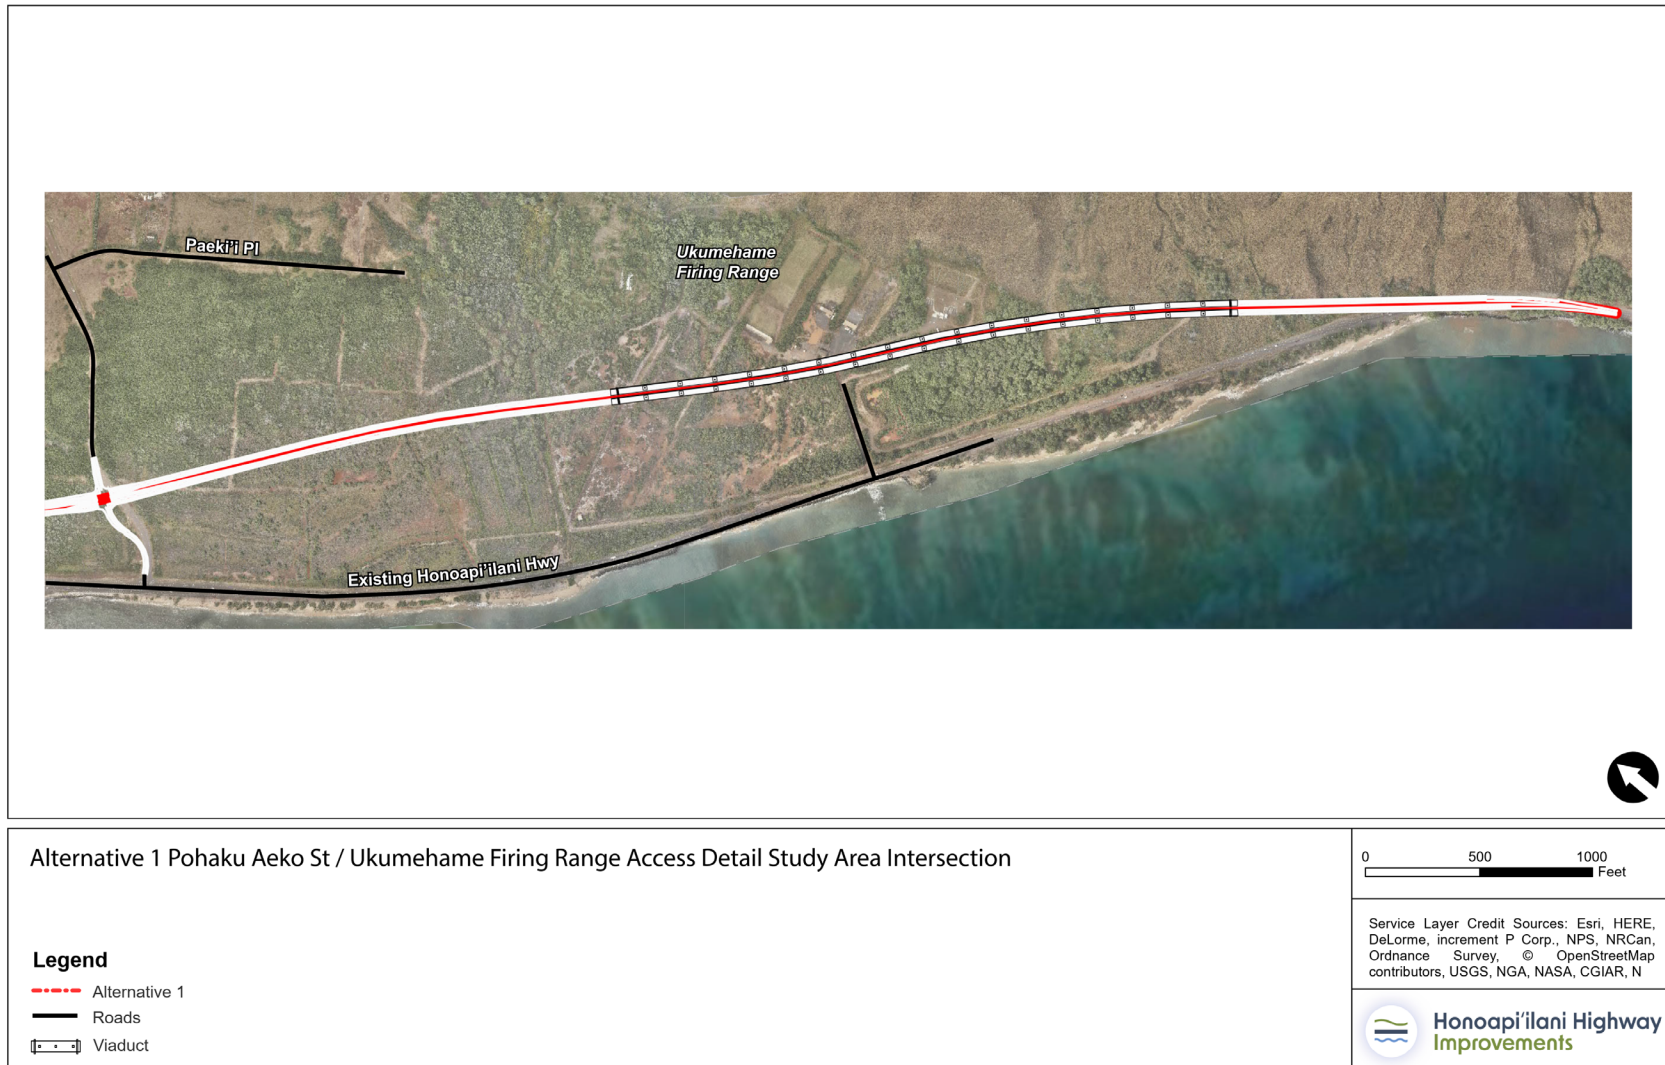 Paeki'i Pl
Ukumehame
Firing Range
Existing Honoapi'ilani Hwy
Alternative 1 Pohaku Aeko St / Ukumehame Firing Range Access Detail Study Area Intersection
Legend
Alternative 1
Roads
Viaduct
0 500 1000
Feet
Service Layer Credit Sources: Esri, HERE,
DeLorme, increment P Corp., NPS, NRCan,
Ordnance Survey, © OpenStreetMap
contributors, USGS, NGA, NASA, CGIAR, N
Honoapiʻilani Highway
Improvements